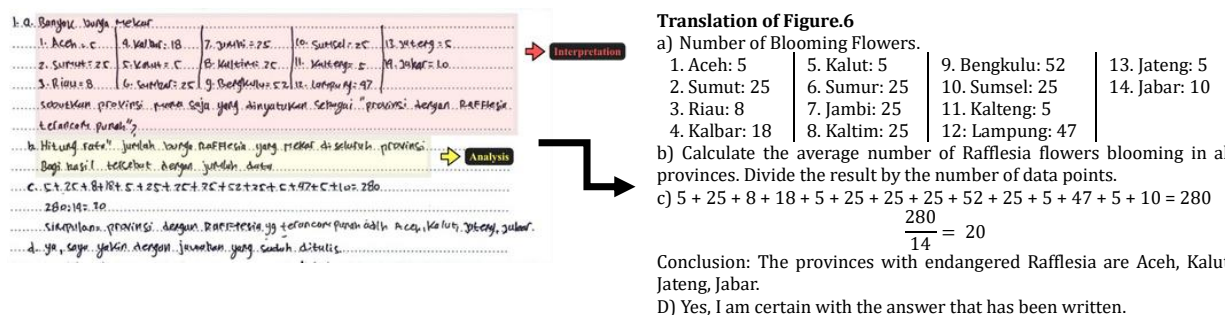 1. a. Banyak bunga mekar
1. Aceh = 5 4. Kalbar: 18 7. Jambi = 25 10. Sumsel = 25 13. Jateng = 5
2. Sumut = 25 5. Kalut = 5 8. Kaltim = 25 11. Kalteng = 5 14. Jabar = 10
3. Riau = 8 6. Sumbar = 25 9. Bengkulu = 52 12. Lampung = 47
sebutkan provinsi mana saja yang dinyatakan sebagai "provinsi dengan Rafflesia
terancam punah"?
Interpretation
b. Hitung rata" jumlah bunga Rafflesia yang mekar di seluruh provinsi
Bagi hasil tersebut dengan jumlah data
Analysis
c. 5 + 25 + 8 + 18 + 5 + 25 + 25 + 25 + 52 + 25 + 5 + 47 + 5 + 10 = 280
280 : 14 = 20
simpulan: provinsi dengan Rafflesia yg terancam punah adlh Aceh, Kalut, Jateng, Jabar.
d. ya, saya yakin dengan jawaban yang sudah ditulis
Translation of Figure.6
a) Number of Blooming Flowers.
1. Aceh: 5 5. Kalut: 5 9. Bengkulu: 52 13. Jateng: 5
2. Sumut: 25 6. Sumur: 25 10. Sumsel: 25 14. Jabar: 10
3. Riau: 8 7. Jambi: 25 11. Kalteng: 5
4. Kalbar: 18 8. Kaltim: 25 12: Lampung: 47
b) Calculate the average number of Rafflesia flowers blooming in al
provinces. Divide the result by the number of data points.
c) 5 + 25 + 8 + 18 + 5 + 25 + 25 + 25 + 52 + 25 + 5 + 47 + 5 + 10 = 280
280
14 = 20
Conclusion: The provinces with endangered Rafflesia are Aceh, Kalut
Jateng, Jabar.
D) Yes, I am certain with the answer that has been written.